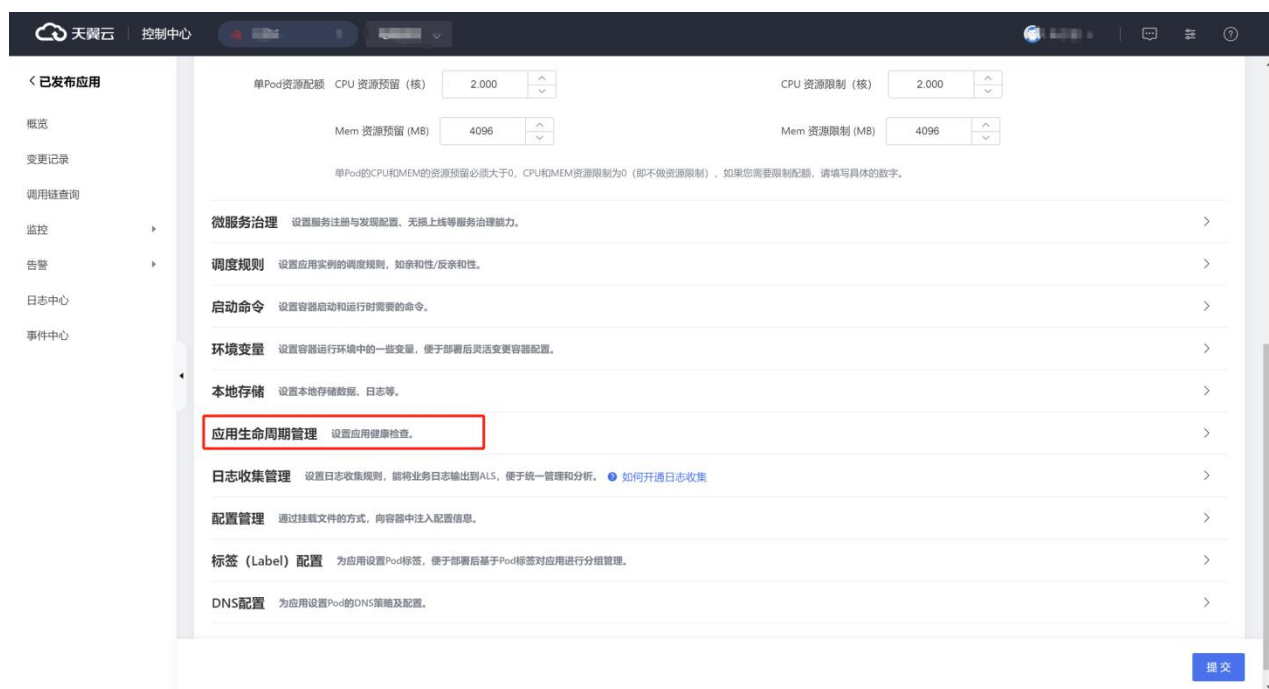 天翼云 控制中心
< 已发布应用
概览
变更记录
调用链查询
监控
告警
日志中心
事件中心
单Pod资源配额 CPU 资源预留（核） 2.000 CPU 资源限制（核） 2.000
Mem 资源预留 (MB) 4096 Mem 资源限制 (MB) 4096
单Pod的CPU和MEM的资源预留必须大于0，CPU和MEM资源限制为0（即不做资源限制），如果您需要限制配额，请填写具体的数字。
微服务治理 设置服务注册与发现配置、无损上线等服务治理能力。
调度规则 设置应用实例的调度规则，如亲和性/反亲和性。
启动命令 设置容器启动和运行时需要的命令。
环境变量 设置容器运行环境中的一些变量，便于部署后灵活变更容器配置。
本地存储 设置本地存储数据、日志等。
应用生命周期管理 设置应用健康检查。
日志收集管理 设置日志收集规则，能将业务日志输出到ALS，便于统一管理和分析。 如何开通日志收集
配置管理 通过挂载文件的方式，向容器中注入配置信息。
标签（Label）配置 为应用设置Pod标签，便于部署后基于Pod标签对应用进行分组管理。
DNS配置 为应用设置Pod的DNS策略及配置。
提交